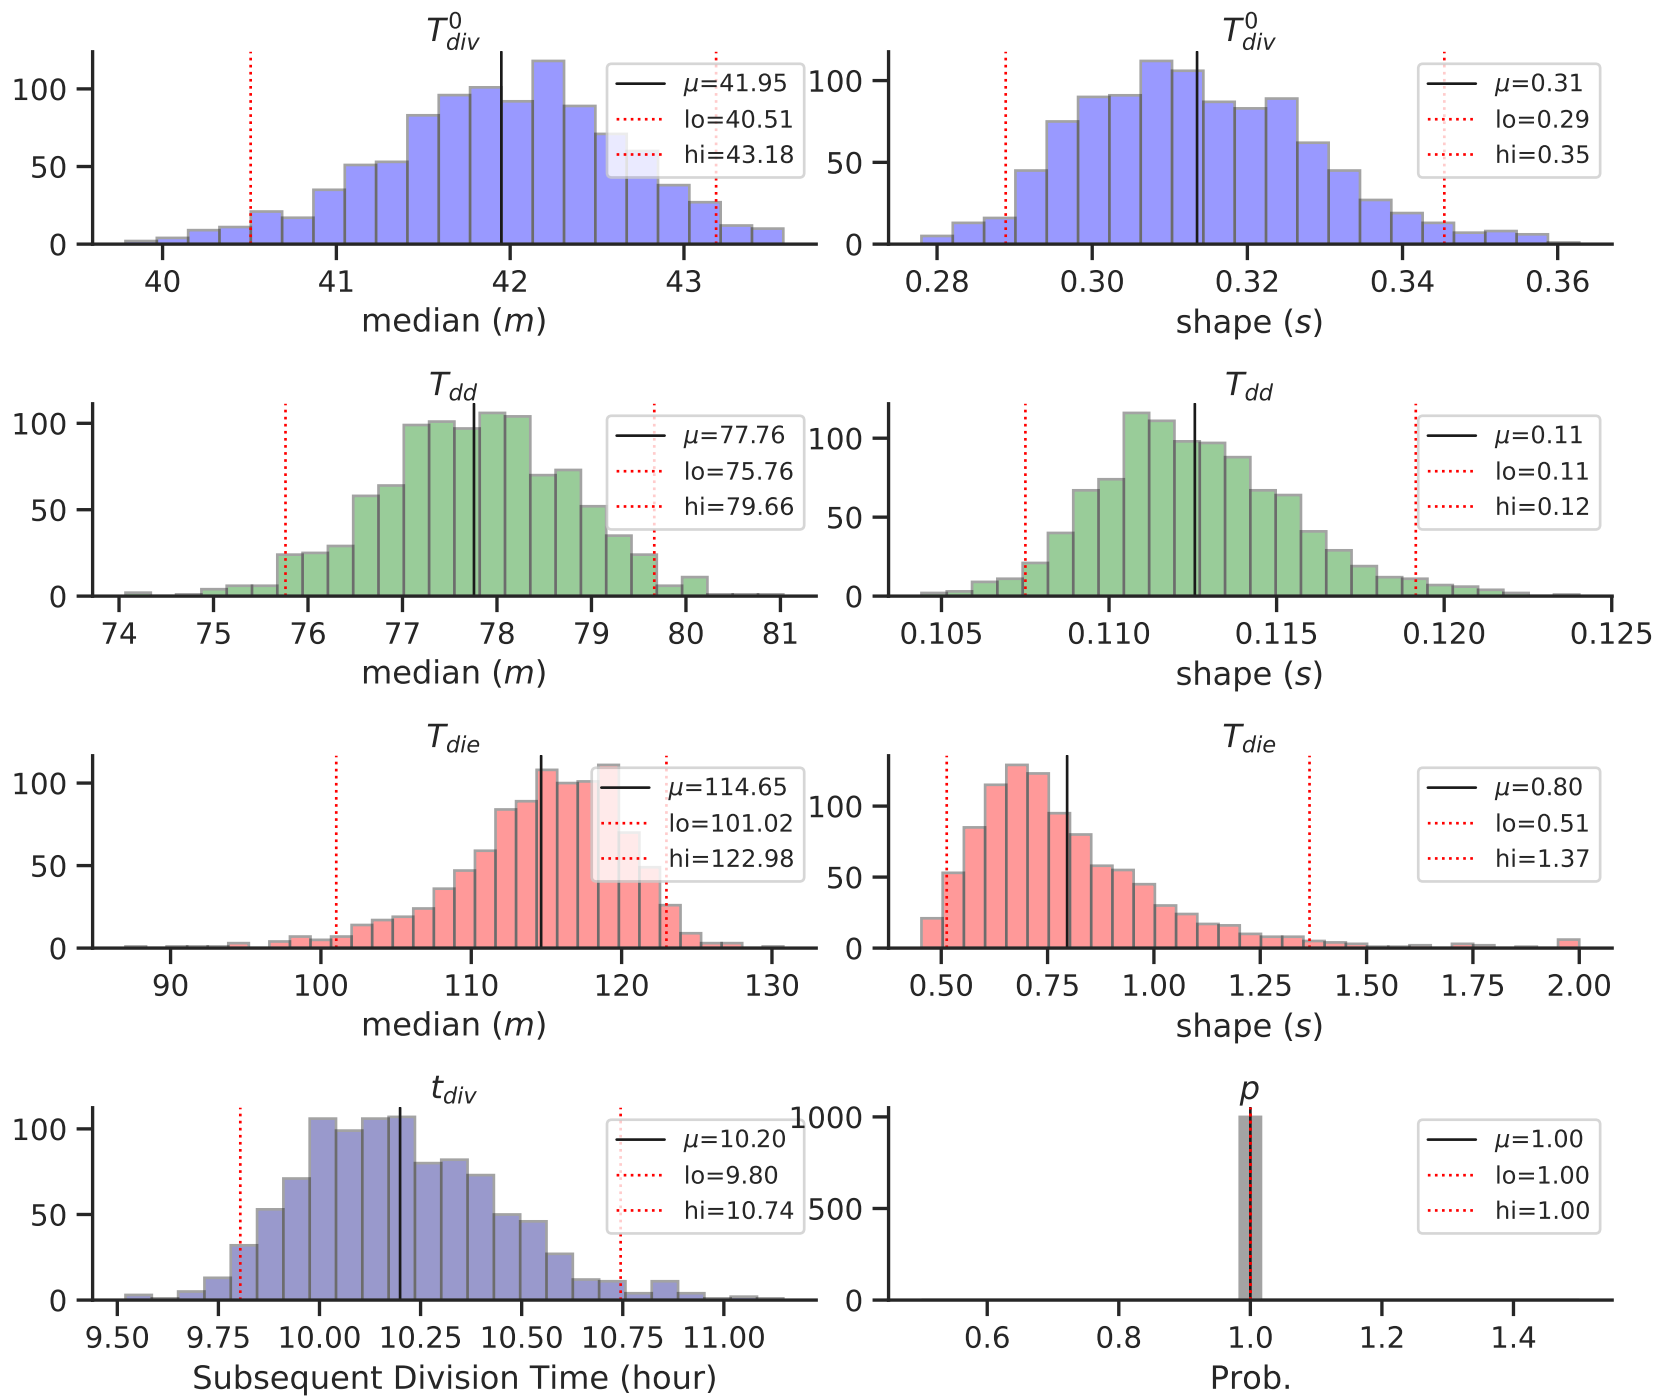 T⁰div
100
50
0
μ=41.95
lo=40.51
hi=43.18
40 41 42 43
median (m)
T⁰div
100
50
0
μ=0.31
lo=0.29
hi=0.35
0.28 0.30 0.32 0.34 0.36
shape (s)
Tdd
100
50
0
μ=77.76
lo=75.76
hi=79.66
74 75 76 77 78 79 80 81
median (m)
Tdd
100
50
0
μ=0.11
lo=0.11
hi=0.12
0.105 0.110 0.115 0.120 0.125
shape (s)
Tdie
100
50
0
μ=114.65
lo=101.02
hi=122.98
90 100 110 120 130
median (m)
Tdie
100
50
0
μ=0.80
lo=0.51
hi=1.37
0.50 0.75 1.00 1.25 1.50 1.75 2.00
shape (s)
tdiv
100
50
0
μ=10.20
lo=9.80
hi=10.74
9.50 9.75 10.00 10.25 10.50 10.75 11.00
Subsequent Division Time (hour)
p
1000
500
0
μ=1.00
lo=1.00
hi=1.00
0.6 0.8 1.0 1.2 1.4
Prob.